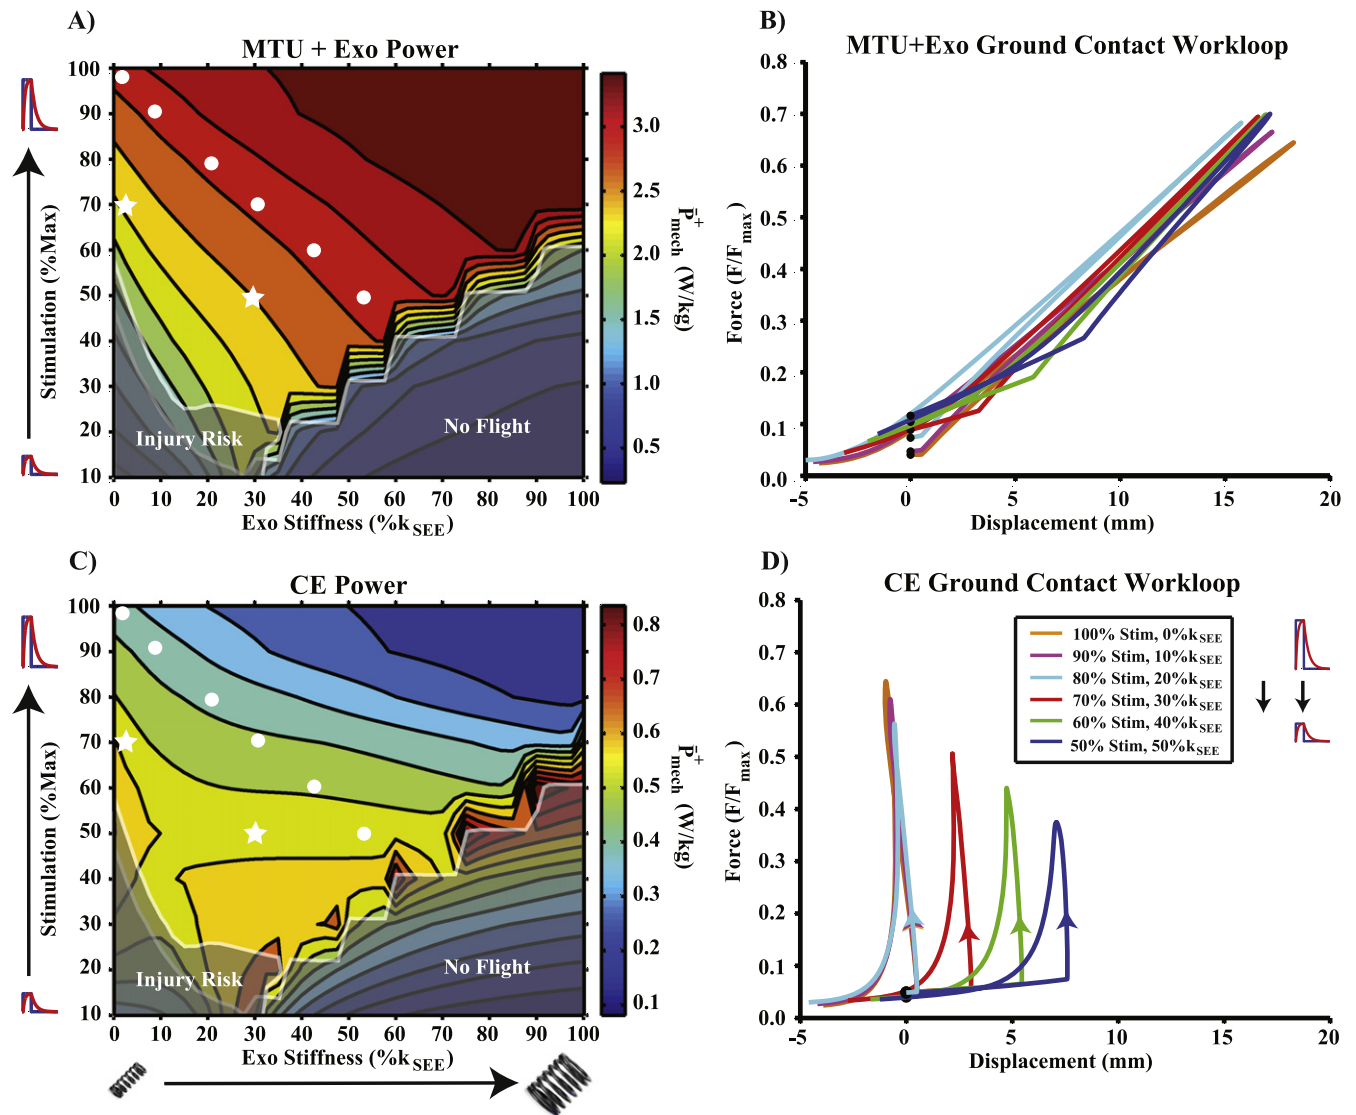 A)
MTU + Exo Power
100
90
80
70
60
50
40
30
20
10
Stimulation (%Max)
Injury Risk
No Flight
0 10 20 30 40 50 60 70 80 90 100
Exo Stiffness (%kSEE)
3.0
2.5
2.0
1.5
1.0
0.5
P̄+mech (W/kg)
B)
MTU+Exo Ground Contact Workloop
0.8
0.7
0.6
0.5
0.4
0.3
0.2
0.1
0.0
Force (F/Fmax)
-5 0 5 10 15 20
Displacement (mm)
C)
CE Power
100
90
80
70
60
50
40
30
20
10
Stimulation (%Max)
Injury Risk
No Flight
0 10 20 30 40 50 60 70 80 90 100
Exo Stiffness (%kSEE)
0.8
0.7
0.6
0.5
0.4
0.3
0.2
0.1
P̄+mech (W/kg)
D)
CE Ground Contact Workloop
0.8
0.7
0.6
0.5
0.4
0.3
0.2
0.1
0.0
Force (F/Fmax)
100% Stim, 0%kSEE
90% Stim, 10%kSEE
80% Stim, 20%kSEE
70% Stim, 30%kSEE
60% Stim, 40%kSEE
50% Stim, 50%kSEE
-5 0 5 10 15 20
Displacement (mm)